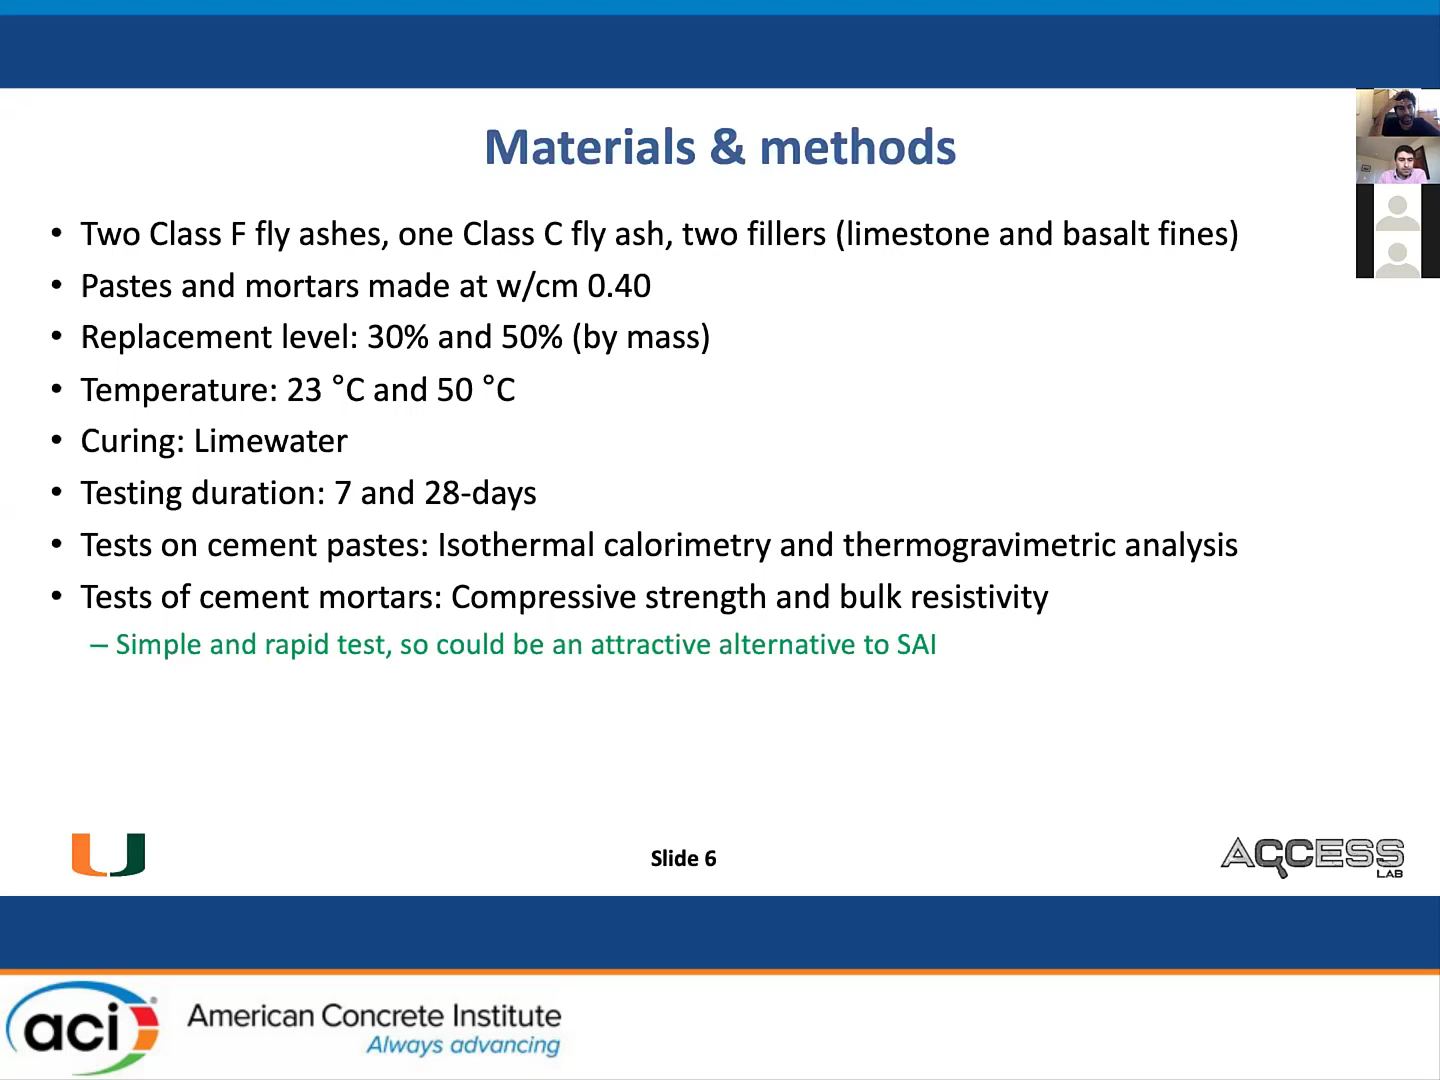 Materials & methods
• Two Class F fly ashes, one Class C fly ash, two fillers (limestone and basalt fines)
• Pastes and mortars made at w/cm 0.40
• Replacement level: 30% and 50% (by mass)
• Temperature: 23 °C and 50 °C
• Curing: Limewater
• Testing duration: 7 and 28-days
• Tests on cement pastes: Isothermal calorimetry and thermogravimetric analysis
• Tests of cement mortars: Compressive strength and bulk resistivity
– Simple and rapid test, so could be an attractive alternative to SAI
U
Slide 6
ACCESS
LAB
aci
American Concrete Institute
Always advancing